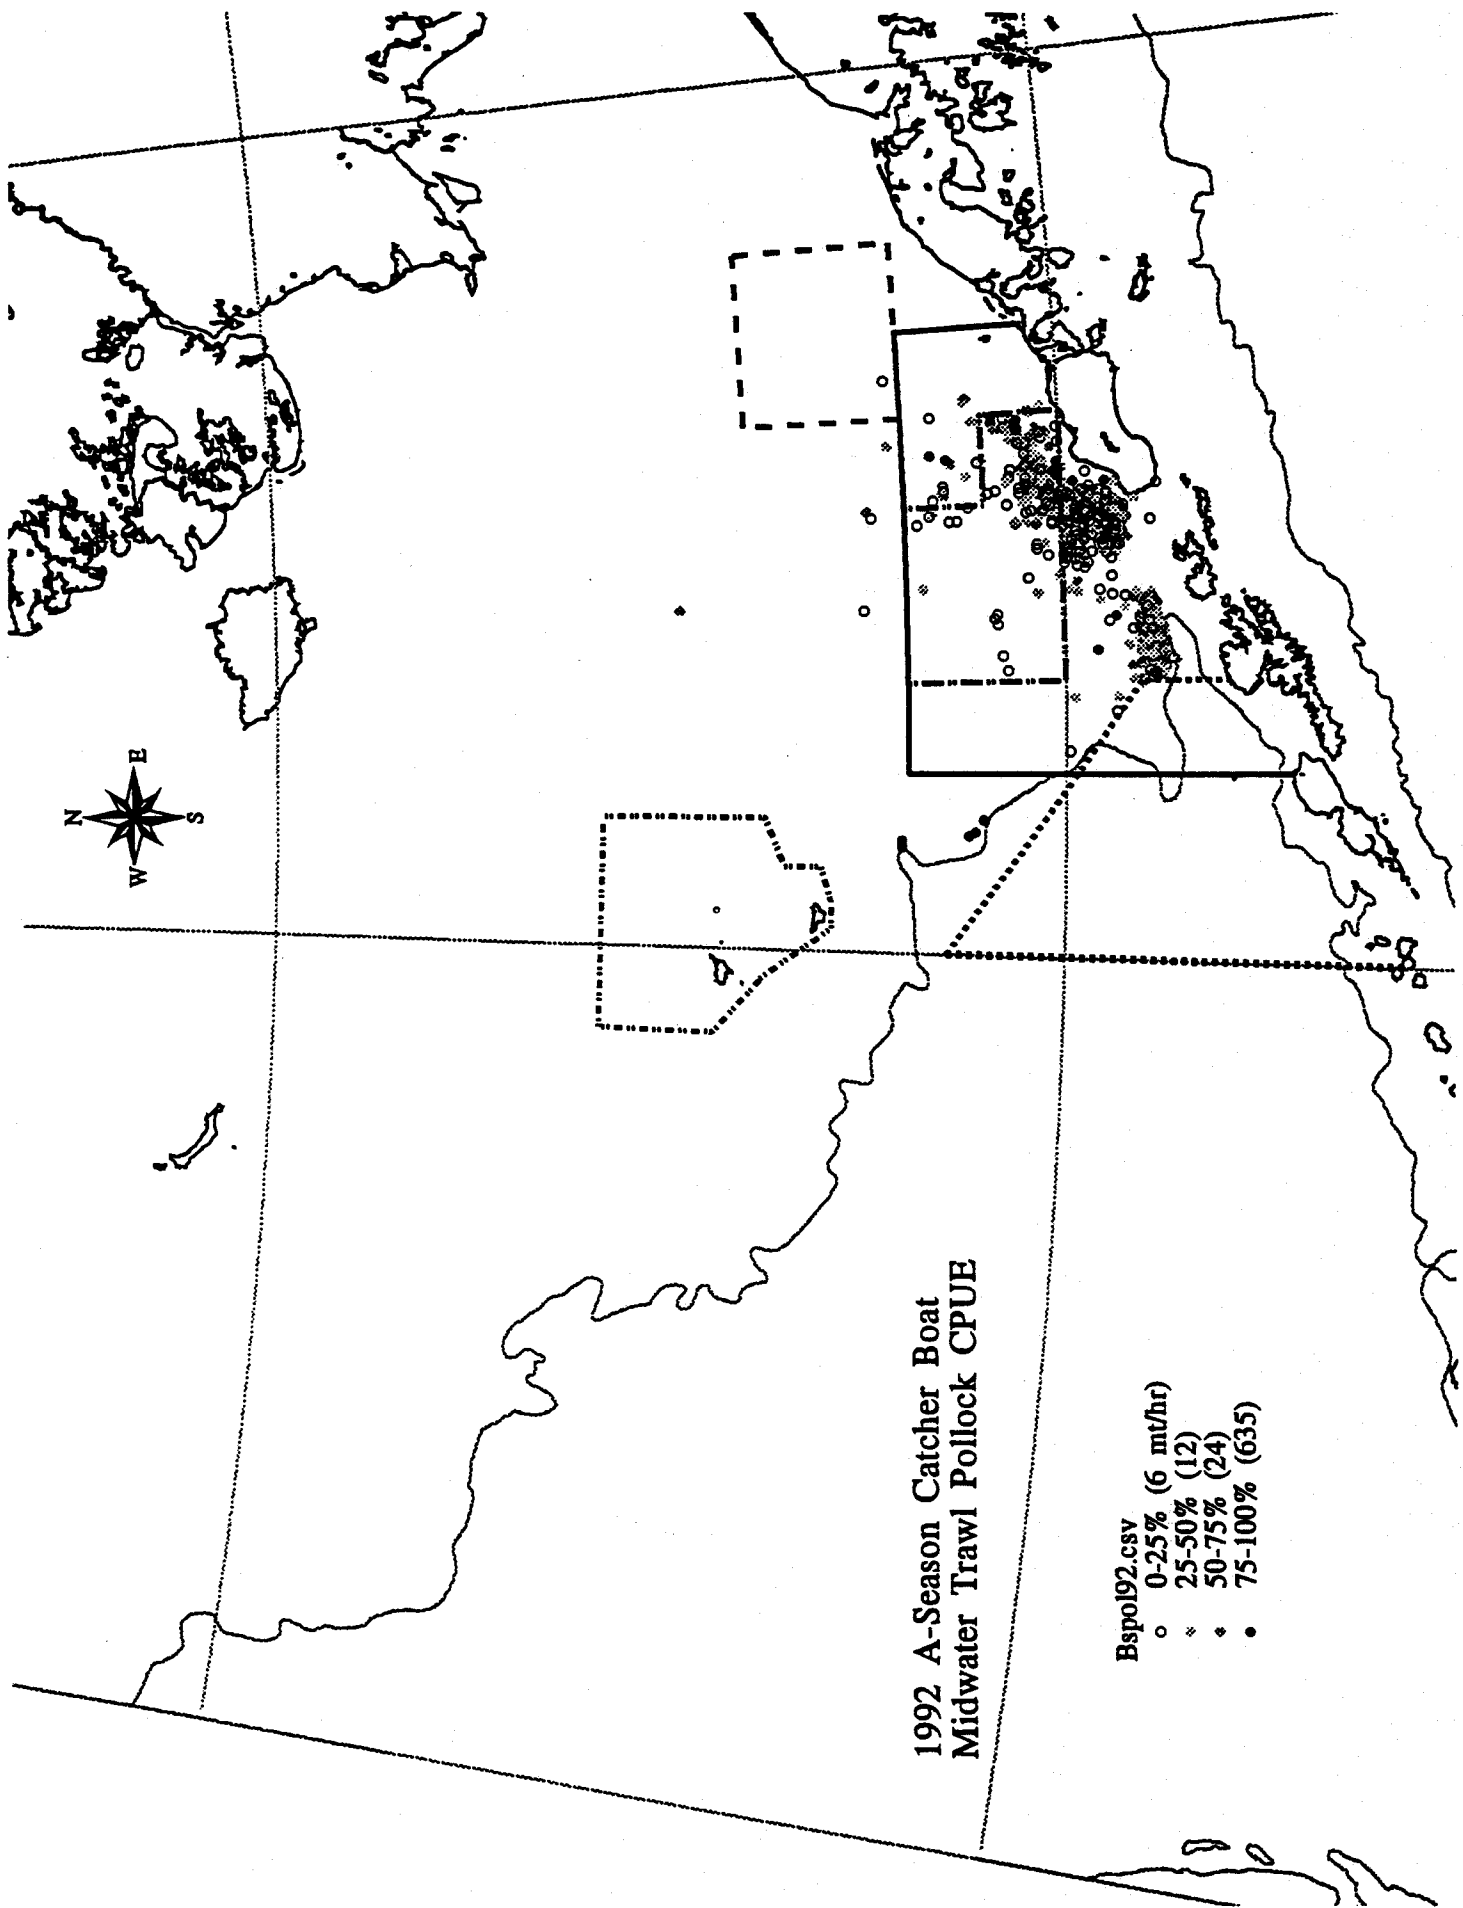 N
W
E
S
1992 A-Season Catcher Boat
Midwater Trawl Pollock CPUE
Bspol92.csv
0-25% (6 mt/hr)
25-50% (12)
50-75% (24)
75-100% (635)